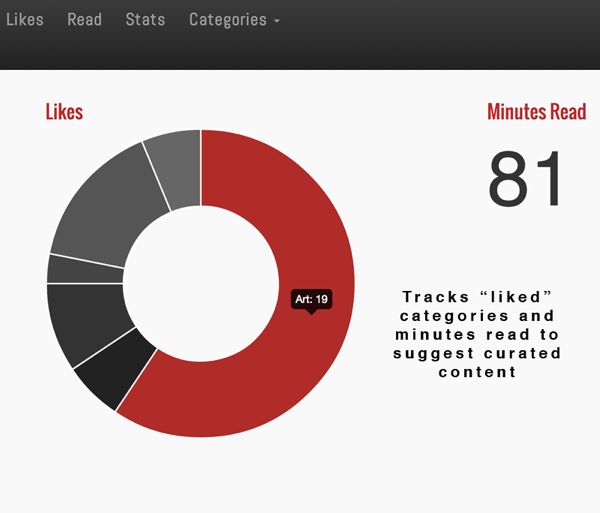 Likes Read Stats Categories
Likes
Minutes Read
81
Art: 19
Tracks “liked”
categories and
minutes read to
suggest curated
content